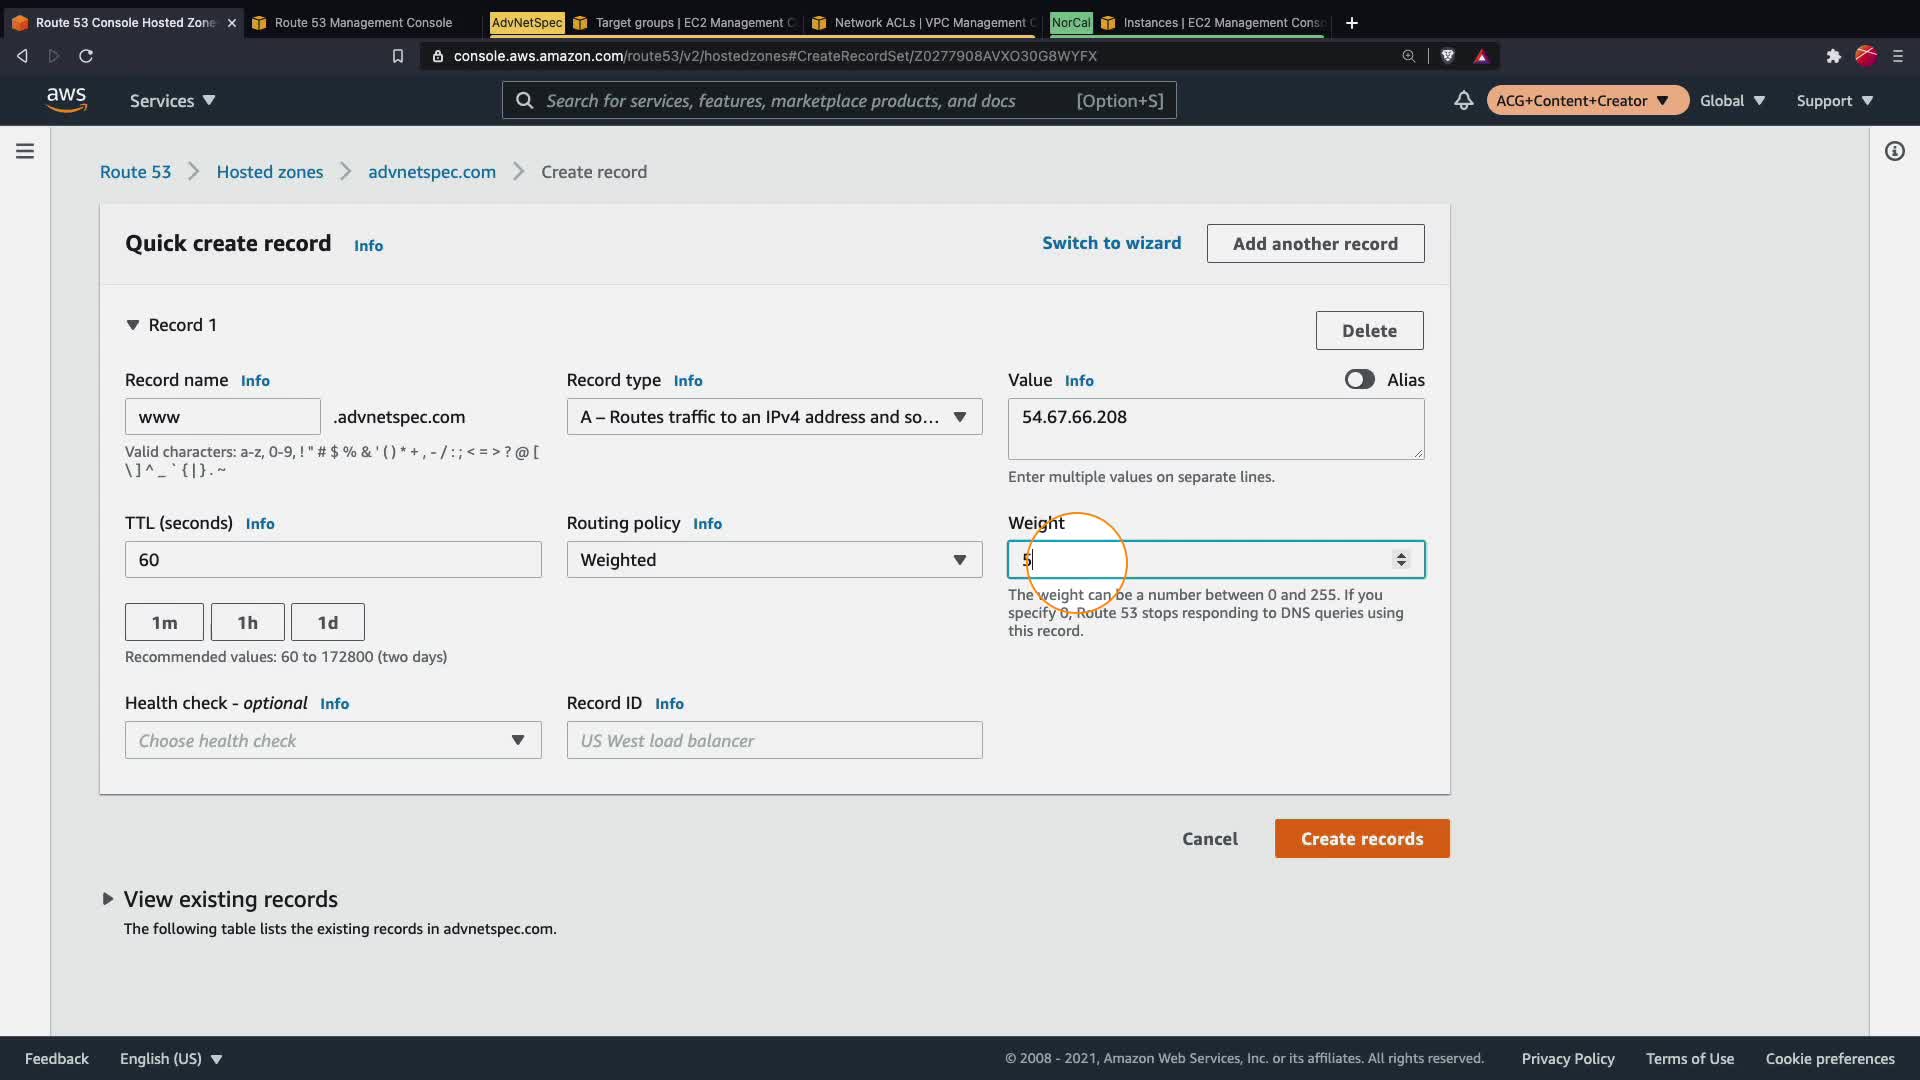 Route 53 Console Hosted Zone
Route 53 Management Console
AdvNetSpec
Target groups | EC2 Management C
Network ACLs | VPC Management C
NorCal
Instances | EC2 Management Conso
console.aws.amazon.com/route53/v2/hostedzones#CreateRecordSet/Z0277908AVXO30G8WYFX
aws
Services
Search for services, features, marketplace products, and docs
[Option+S]
ACG+Content+Creator
Global
Support
Route 53
Hosted zones
advnetspec.com
Create record
Quick create record
Info
Switch to wizard
Add another record
Record 1
Delete
Record name Info
Record type Info
Value Info
Alias
www
.advnetspec.com
A – Routes traffic to an IPv4 address and so...
54.67.66.208
Valid characters: a-z, 0-9, ! " # $ % & ' ( ) * + , - / : ; < = > ? @ [
\ ] ^ _ ` { | } . ~
Enter multiple values on separate lines.
TTL (seconds) Info
Routing policy Info
Weight
60
Weighted
5
The weight can be a number between 0 and 255. If you
specify 0, Route 53 stops responding to DNS queries using
this record.
1m
1h
1d
Recommended values: 60 to 172800 (two days)
Health check - optional Info
Record ID Info
Choose health check
US West load balancer
Cancel
Create records
View existing records
The following table lists the existing records in advnetspec.com.
Feedback
English (US)
© 2008 - 2021, Amazon Web Services, Inc. or its affiliates. All rights reserved.
Privacy Policy
Terms of Use
Cookie preferences